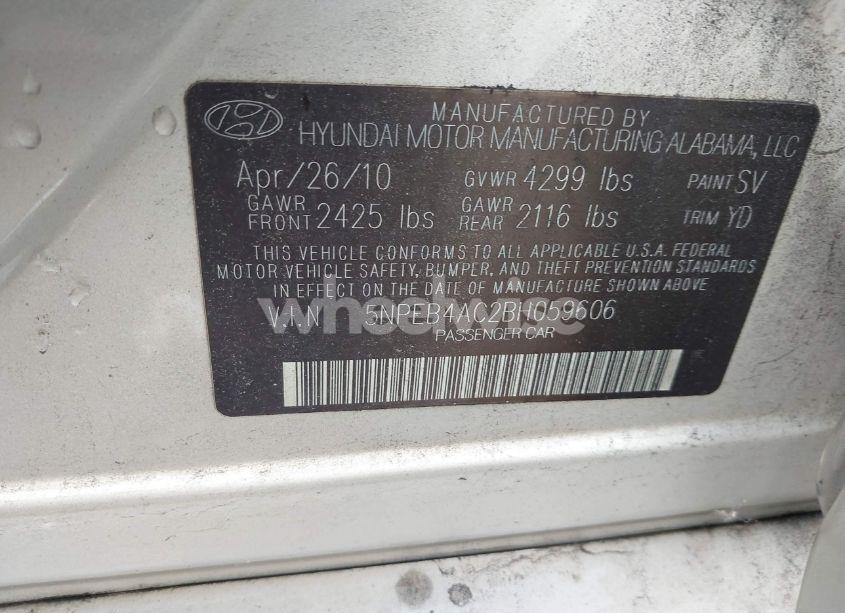 MANUFACTURED BY
HYUNDAI MOTOR MANUFACTURING ALABAMA, LLC
Apr/26/10 GVWR 4299 lbs PAINT SV
GAWR FRONT 2425 lbs GAWR REAR 2116 lbs TRIM YD
THIS VEHICLE CONFORMS TO ALL APPLICABLE U.S.A. FEDERAL
MOTOR VEHICLE SAFETY, BUMPER, AND THEFT PREVENTION STANDARDS
IN EFFECT ON THE DATE OF MANUFACTURE SHOWN ABOVE.
V.I.N 5NPEB4AC2BH059606
PASSENGER CAR
wheelwise